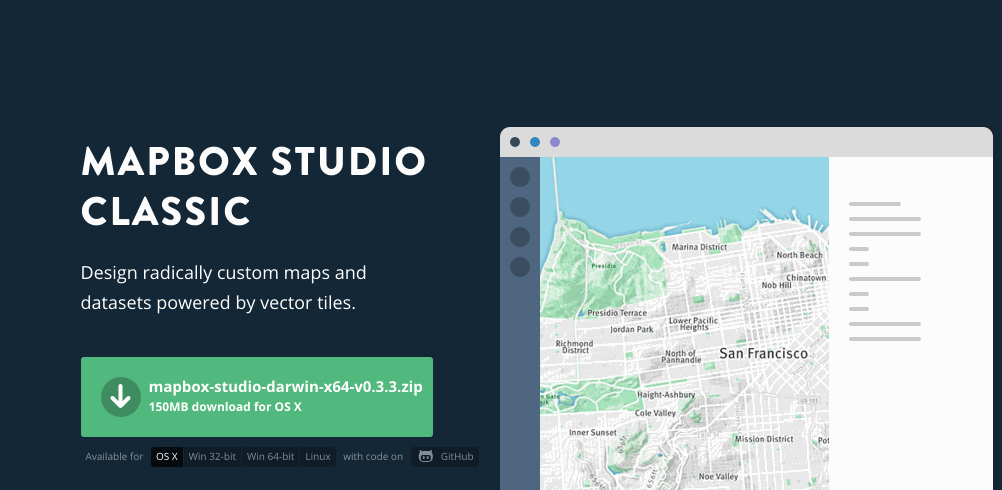 MAPBOX STUDIO
CLASSIC
Design radically custom maps and
datasets powered by vector tiles.
mapbox-studio-darwin-x64-v0.3.3.zip
150MB download for OS X
Available for OS X Win 32-bit Win 64-bit Linux with code on GitHub
Marina District
North Beach
Presidio
Chinatown
Nob Hill
Presidio Terrace
Lower Pacific
Heights
Jordan Park
Richmond
District
North of
Panhandle
San Francisco
Haight-Ashbury
Cole Valley
Inner Sunset
Mission District
Noe Valley